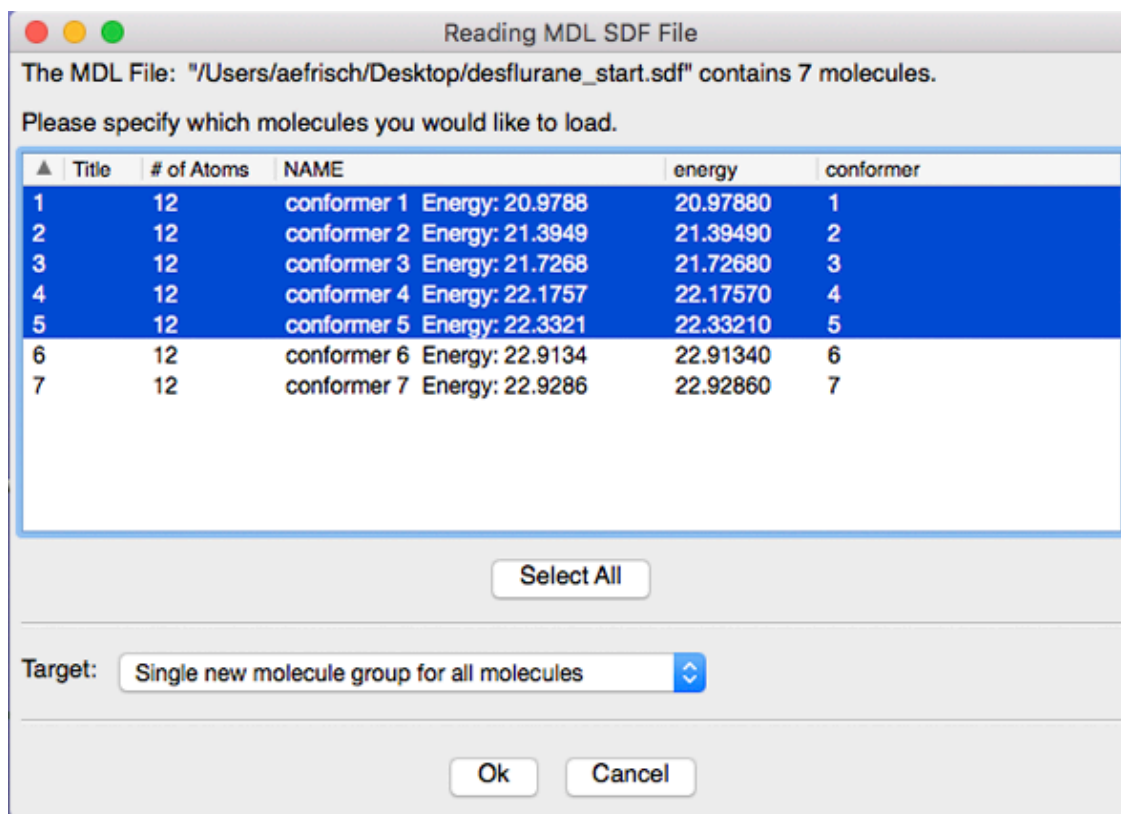 Reading MDL SDF File
The MDL File: "/Users/aefrisch/Desktop/desflurane_start.sdf" contains 7 molecules.
Please specify which molecules you would like to load.
▲ Title # of Atoms NAME energy conformer
1 12 conformer 1 Energy: 20.9788 20.97880 1
2 12 conformer 2 Energy: 21.3949 21.39490 2
3 12 conformer 3 Energy: 21.7268 21.72680 3
4 12 conformer 4 Energy: 22.1757 22.17570 4
5 12 conformer 5 Energy: 22.3321 22.33210 5
6 12 conformer 6 Energy: 22.9134 22.91340 6
7 12 conformer 7 Energy: 22.9286 22.92860 7
Select All
Target: Single new molecule group for all molecules
Ok Cancel